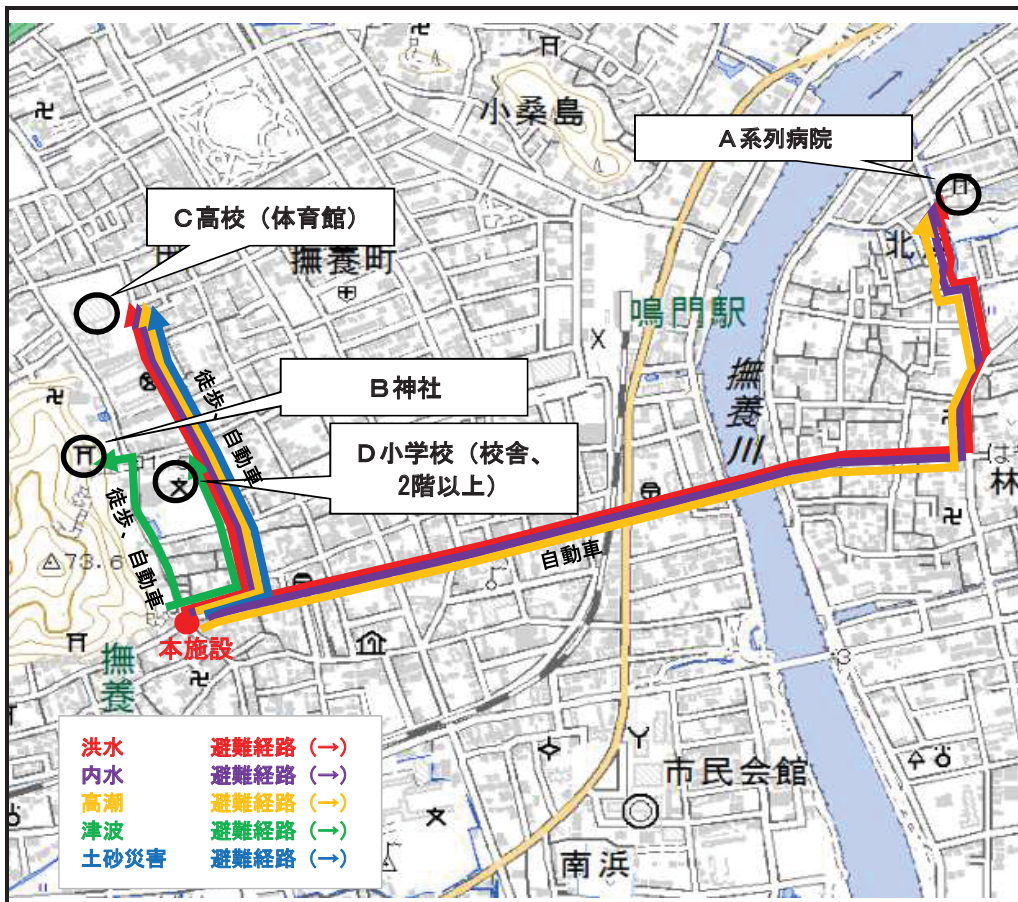 小桑島
A系列病院
C高校（体育館）
撫養町
北
鳴門駅
撫養川
B神社
D小学校（校舎、
2階以上）
徒歩、自動車
徒歩、自動車
自動車
73.6
林
本施設
撫養
洪水 避難経路（→）
内水 避難経路（→）
高潮 避難経路（→）
津波 避難経路（→）
土砂災害 避難経路（→）
市民会館
南浜